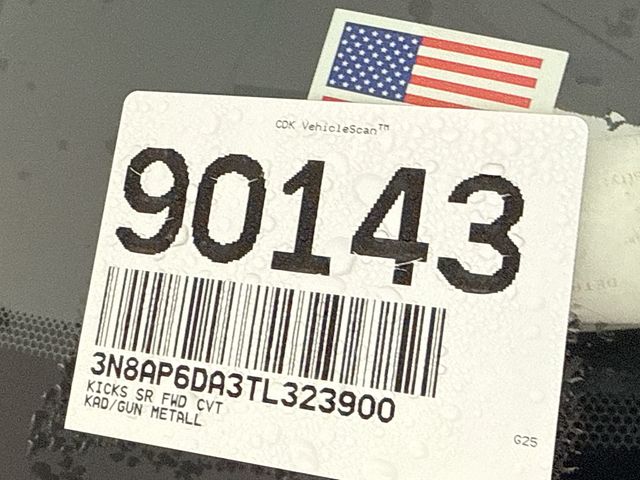 CDK VehicleScan™
90143
3N8AP6DA3TL323900
KICKS SR FWD CVT
KAD/GUN METALL
G25